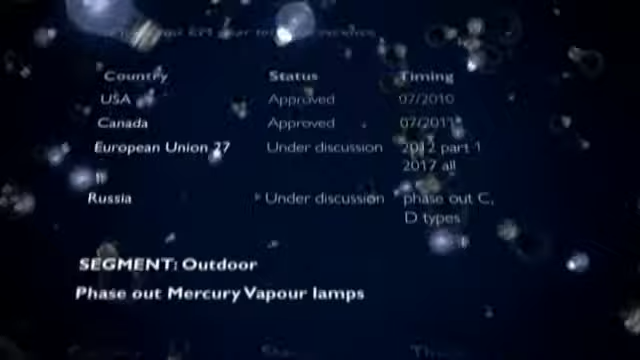 Country Status Timing
USA Approved 07/2010
Canada Approved 07/2011
European Union 27 Under discussion 2012 part 1
2017 all
Russia Under discussion phase out C,
D types
SEGMENT: Outdoor
Phase out Mercury Vapour lamps